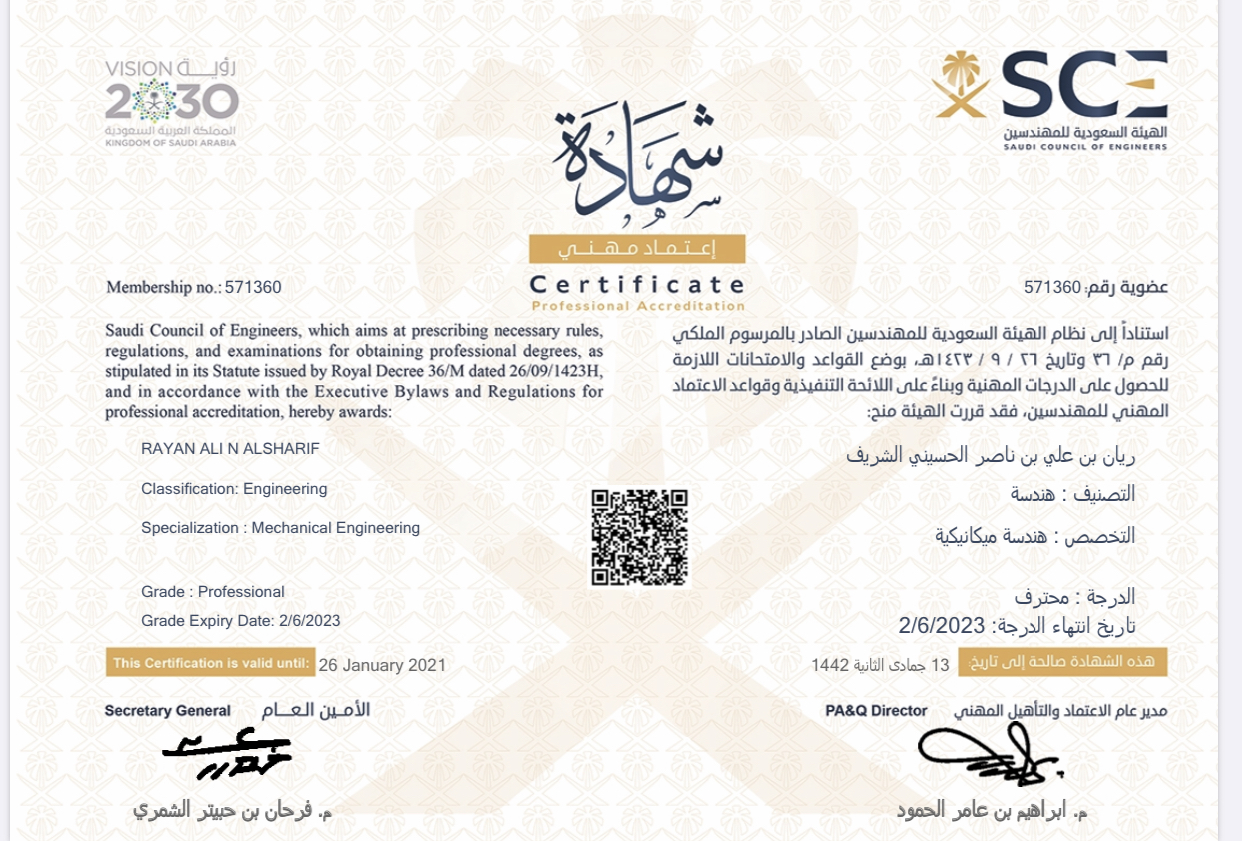 VISION رؤيــة
2030
المملكة العربية السعودية
KINGDOM OF SAUDI ARABIA
SCE
الهيئة السعودية للمهندسين
SAUDI COUNCIL OF ENGINEERS
شهادة
إعـتـمـاد مـهـنـي
Certificate
Professional Accreditation
Membership no.: 571360
عضوية رقم: 571360
Saudi Council of Engineers, which aims at prescribing necessary rules,
regulations, and examinations for obtaining professional degrees, as
stipulated in its Statute issued by Royal Decree 36/M dated 26/09/1423H,
and in accordance with the Executive Bylaws and Regulations for
professional accreditation, hereby awards:
استناداً إلى نظام الهيئة السعودية للمهندسين الصادر بالمرسوم الملكي
رقم م/ ٣٦ وتاريخ ٢٦ / ٩ / ١٤٢٣هـ، بوضع القواعد والامتحانات اللازمة
للحصول على الدرجات المهنية وبناءً على اللائحة التنفيذية وقواعد الاعتماد
المهني للمهندسين، فقد قررت الهيئة منح:
RAYAN ALI N ALSHARIF
Classification: Engineering
Specialization : Mechanical Engineering
Grade : Professional
Grade Expiry Date: 2/6/2023
ريان بن علي بن ناصر الحسيني الشريف
التصنيف : هندسة
التخصص : هندسة ميكانيكية
الدرجة : محترف
تاريخ انتهاء الدرجة: 2/6/2023
This Certification is valid until: 26 January 2021
هذه الشهادة صالحة إلى تاريخ: 13 جمادى الثانية 1442
Secretary General الأمـين العـــام
PA&Q Director مدير عام الاعتماد والتأهيل المهني
م. فرحان بن حبيتر الشمري
م. ابراهيم بن عامر الحمود